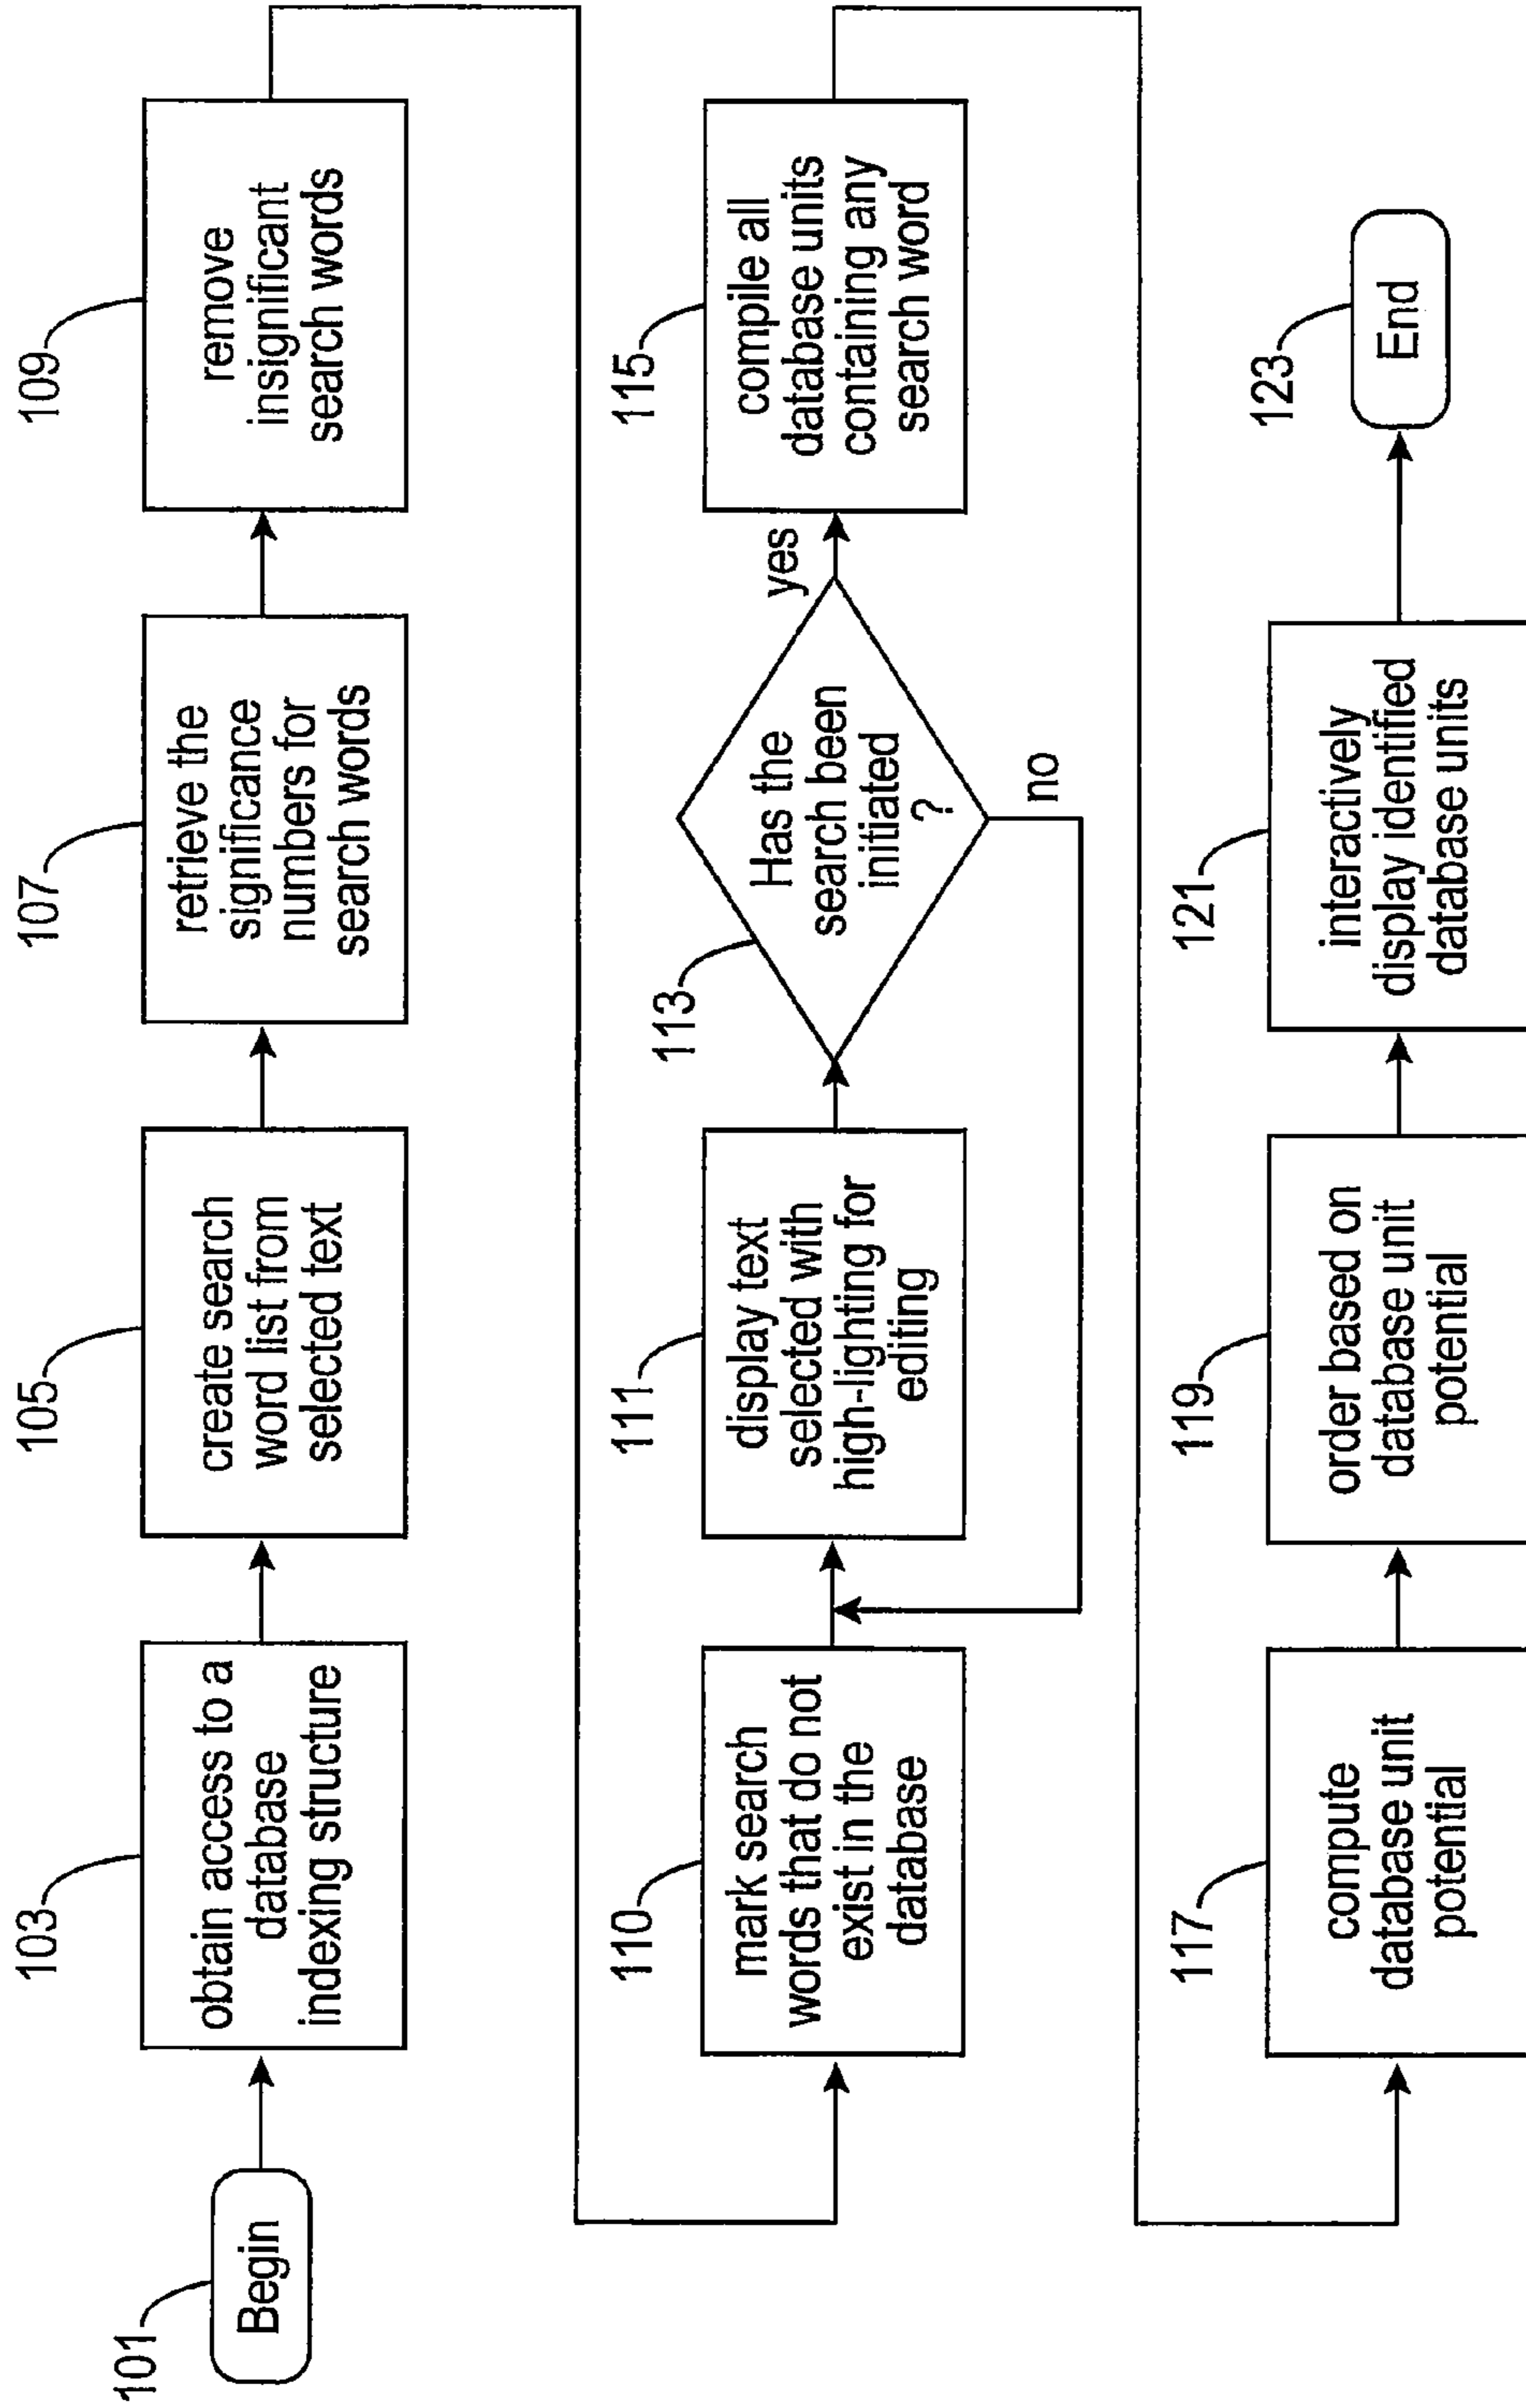 101
Begin
103
obtain access to a
database
indexing structure
105
create search
word list from
selected text
107
retrieve the
significance
numbers for
search words
109
remove
insignificant
search words
110
mark search
words that do not
exist in the
database
111
display text
selected with
high-lighting for
editing
113
Has the
search been
initiated
?
yes
no
115
compile all
database units
containing any
search word
117
compute
database unit
potential
119
order based on
database unit
potential
121
interactively
display identified
database units
123
End